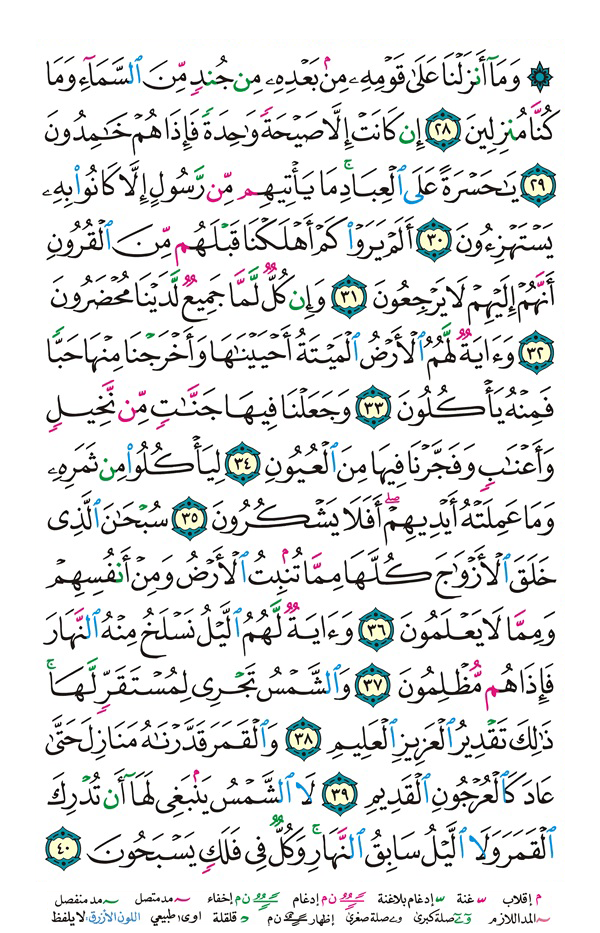 ۞ وَمَآ أَنزَلۡنَا عَلَىٰ قَوۡمِهِۦ مِنۢ بَعۡدِهِۦ مِن جُندٖ مِّنَ ٱلسَّمَآءِ وَمَا
كُنَّا مُنزِلِينَ ٢٨ إِن كَانَتۡ إِلَّا صَيۡحَةٗ وَٰحِدَةٗ فَإِذَا هُمۡ خَٰمِدُونَ
٢٩ يَٰحَسۡرَةً عَلَى ٱلۡعِبَادِۚ مَا يَأۡتِيهِم مِّن رَّسُولٍ إِلَّا كَانُواْ بِهِۦ
يَسۡتَهۡزِءُونَ ٣٠ أَلَمۡ يَرَوۡاْ كَمۡ أَهۡلَكۡنَا قَبۡلَهُم مِّنَ ٱلۡقُرُونِ
أَنَّهُمۡ إِلَيۡهِمۡ لَا يَرۡجِعُونَ ٣١ وَإِن كُلّٞ لَّمَّا جَمِيعٞ لَّدَيۡنَا مُحۡضَرُونَ
٣٢ وَءَايَةٞ لَّهُمُ ٱلۡأَرۡضُ ٱلۡمَيۡتَةُ أَحۡيَيۡنَٰهَا وَأَخۡرَجۡنَا مِنۡهَا حَبّٗا
فَمِنۡهُ يَأۡكُلُونَ ٣٣ وَجَعَلۡنَا فِيهَا جَنَّٰتٖ مِّن نَّخِيلٖ
وَأَعۡنَٰبٖ وَفَجَّرۡنَا فِيهَا مِنَ ٱلۡعُيُونِ ٣٤ لِيَأۡكُلُواْ مِن ثَمَرِهِۦ
وَمَا عَمِلَتۡهُ أَيۡدِيهِمۡۚ أَفَلَا يَشۡكُرُونَ ٣٥ سُبۡحَٰنَ ٱلَّذِي
خَلَقَ ٱلۡأَزۡوَٰجَ كُلَّهَا مِمَّا تُنۢبِتُ ٱلۡأَرۡضُ وَمِنۡ أَنفُسِهِمۡ
وَمِمَّا لَا يَعۡلَمُونَ ٣٦ وَءَايَةٞ لَّهُمُ ٱلَّيۡلُ نَسۡلَخُ مِنۡهُ ٱلنَّهَارَ
فَإِذَا هُم مُّظۡلِمُونَ ٣٧ وَٱلشَّمۡسُ تَجۡرِي لِمُسۡتَقَرّٖ لَّهَاۚ
ذَٰلِكَ تَقۡدِيرُ ٱلۡعَزِيزِ ٱلۡعَلِيمِ ٣٨ وَٱلۡقَمَرَ قَدَّرۡنَٰهُ مَنَازِلَ حَتَّىٰ
عَادَ كَٱلۡعُرۡجُونِ ٱلۡقَدِيمِ ٣٩ لَا ٱلشَّمۡسُ يَنۢبَغِي لَهَآ أَن تُدۡرِكَ
ٱلۡقَمَرَ وَلَا ٱلَّيۡلُ سَابِقُ ٱلنَّهَارِۚ وَكُلّٞ فِي فَلَكٖ يَسۡبَحُونَ ٤٠
م إقلاب غنة إدغام بلاغنة ن م إدغام ن م إخفاء مد متصل مد منفصل
المد اللازم صلة كبرى صلة صغرى إظهار ن م قلقلة اوى طبيعي اللون الأزرق:لا يلفظ